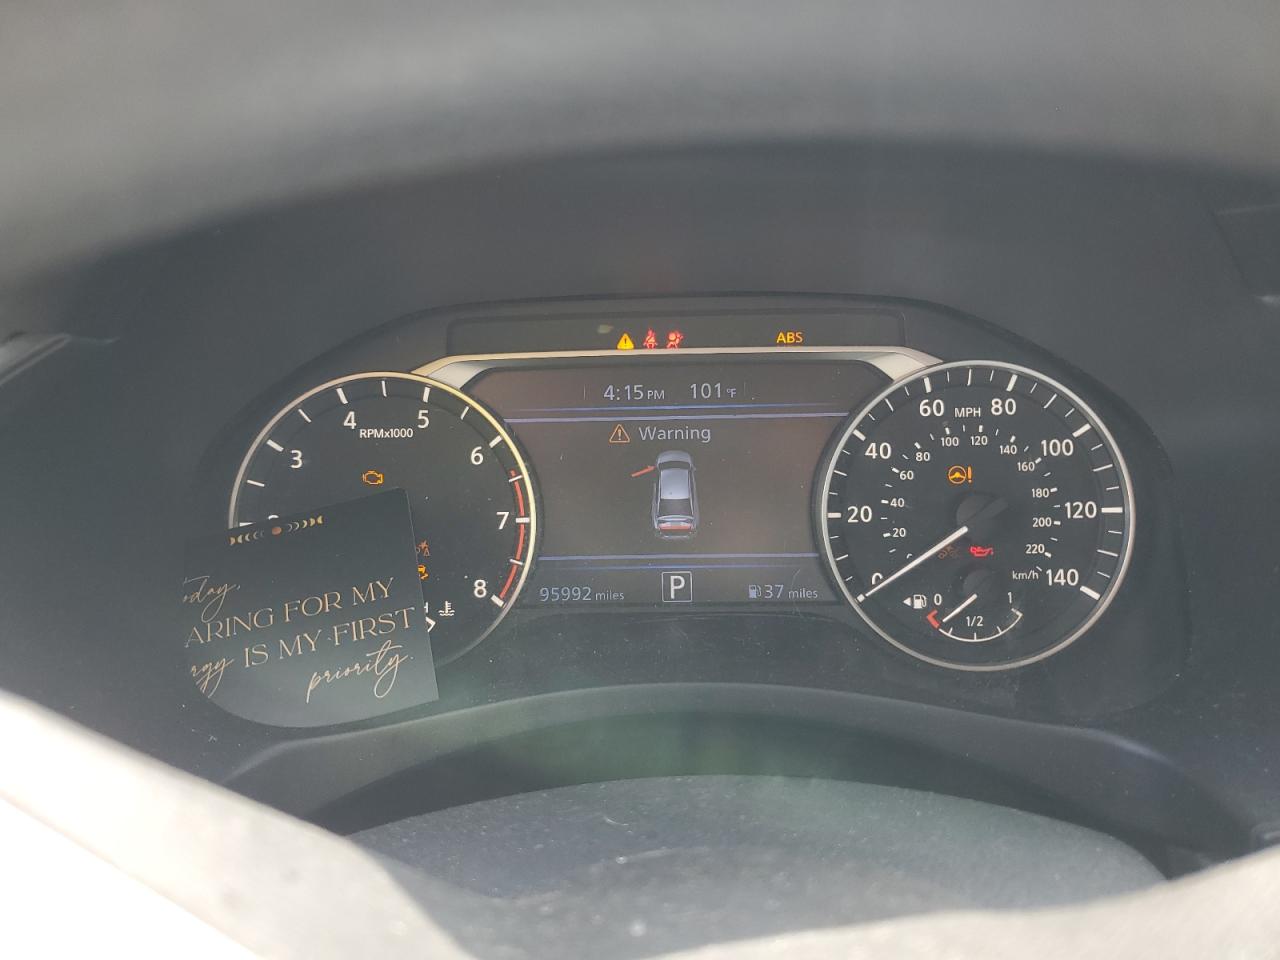 ABS
4:15 PM 101°F
Warning
95992 miles
P
37 miles
3
4
5
6
7
8
RPMx1000
0
20
40
60
80
100
120
140
MPH
20
40
60
80
100
120
140
160
180
200
220
km/h
0
1/2
1
IS MY FIRST
ARING FOR MY
priority.